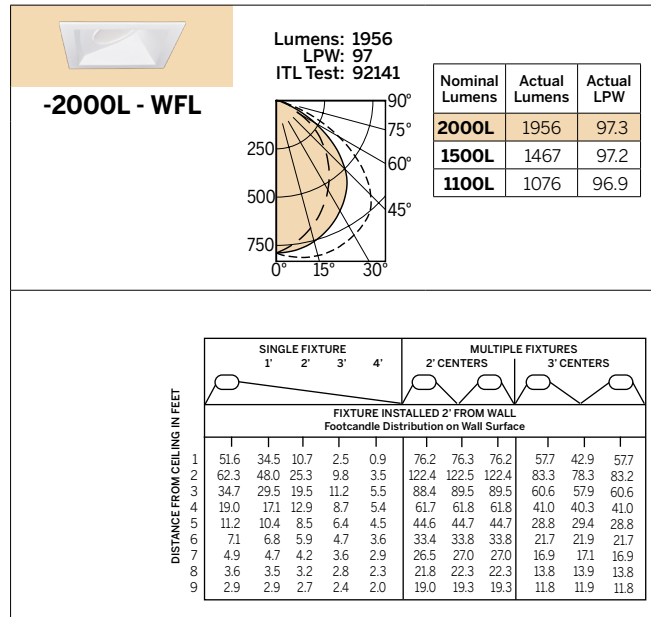 -2000L - WFL
Lumens: 1956
LPW: 97
ITL Test: 92141
90°
75°
60°
45°
250
500
750
0° 15° 30°
Nominal Lumens Actual Lumens Actual LPW
2000L 1956 97.3
1500L 1467 97.2
1100L 1076 96.9
SINGLE FIXTURE MULTIPLE FIXTURES
1' 2' 3' 4' 2' CENTERS 3' CENTERS
FIXTURE INSTALLED 2' FROM WALL
Footcandle Distribution on Wall Surface
DISTANCE FROM CEILING IN FEET
1 51.6 34.5 10.7 2.5 0.9 76.2 76.3 76.2 57.7 42.9 57.7
2 62.3 48.0 25.3 9.8 3.5 122.4 122.5 122.4 83.3 78.3 83.2
3 34.7 29.5 19.5 11.2 5.5 88.4 89.5 89.5 60.6 57.9 60.6
4 19.0 17.1 12.9 8.7 5.4 61.7 61.8 61.8 41.0 40.3 41.0
5 11.2 10.4 8.5 6.4 4.5 44.6 44.7 44.7 28.8 29.4 28.8
6 7.1 6.8 5.9 4.7 3.6 33.4 33.8 33.8 21.7 21.9 21.7
7 4.9 4.7 4.2 3.6 2.9 26.5 27.0 27.0 16.9 17.1 16.9
8 3.6 3.5 3.2 2.8 2.3 21.8 22.3 22.3 13.8 13.9 13.8
9 2.9 2.9 2.7 2.4 2.0 19.0 19.3 19.3 11.8 11.9 11.8